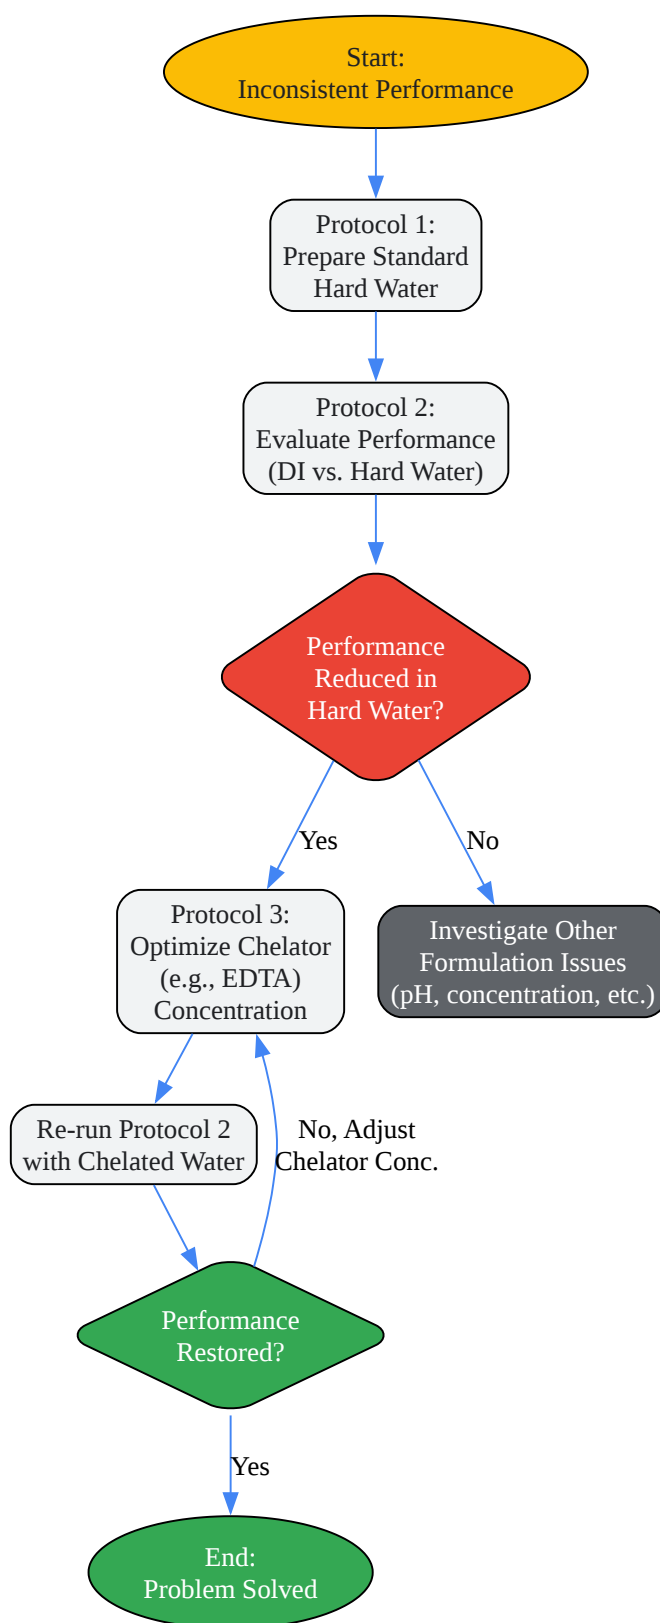 Start:
Inconsistent Performance
Protocol 1:
Prepare Standard
Hard Water
Protocol 2:
Evaluate Performance
(DI vs. Hard Water)
Performance
Reduced in
Hard Water?
Yes
No
Protocol 3:
Optimize Chelator
(e.g., EDTA)
Concentration
Investigate Other
Formulation Issues
(pH, concentration, etc.)
Re-run Protocol 2
with Chelated Water
No, Adjust
Chelator Conc.
Performance
Restored?
Yes
End:
Problem Solved